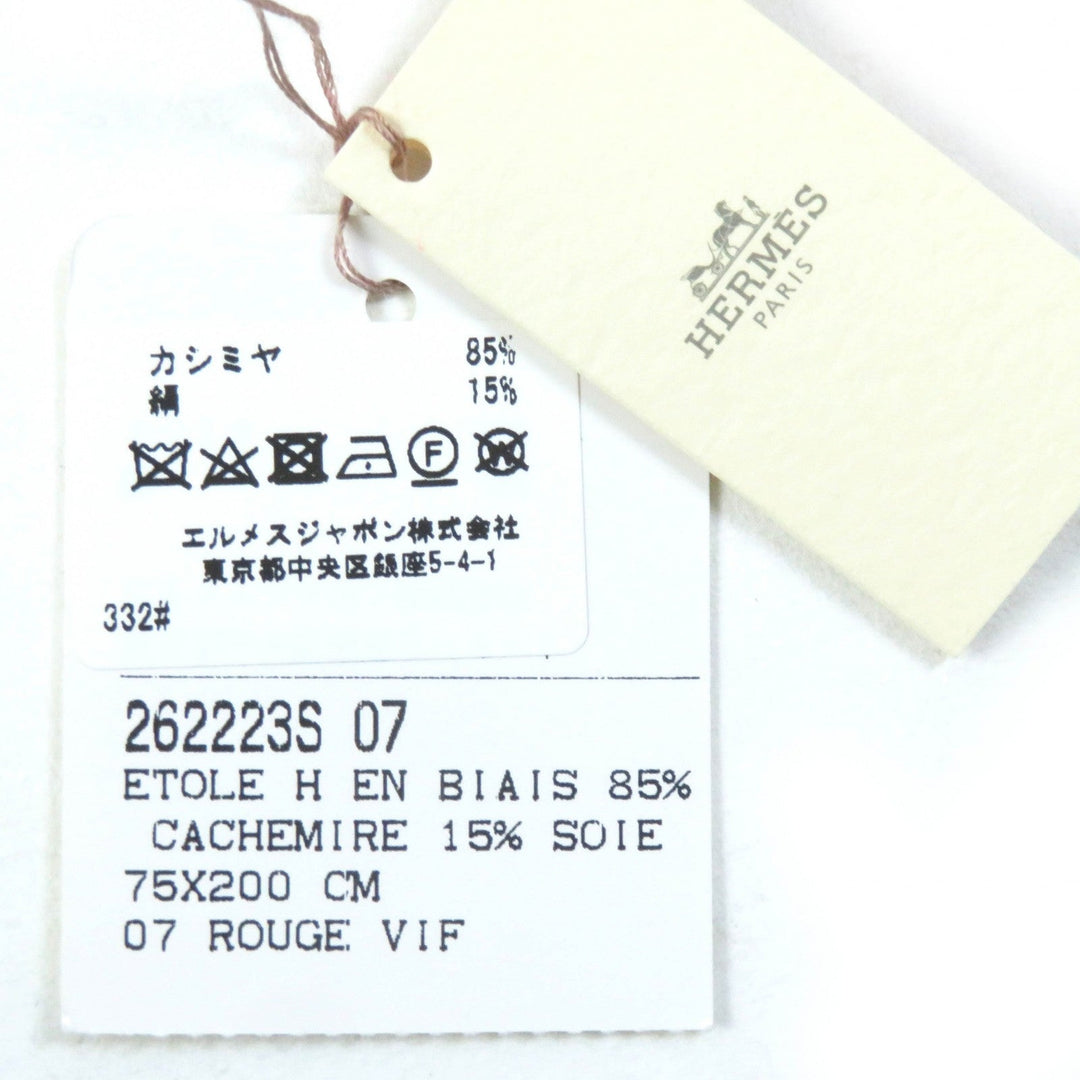 HERMÈS
PARIS
カシミヤ 85%
絹 15%
F
W
エルメスジャポン株式会社
東京都中央区銀座5-4-1
332#
262223S 07
ETOLE H EN BIAIS 85%
CACHEMIRE 15% SOIE
75X200 CM
07 ROUGE VIF